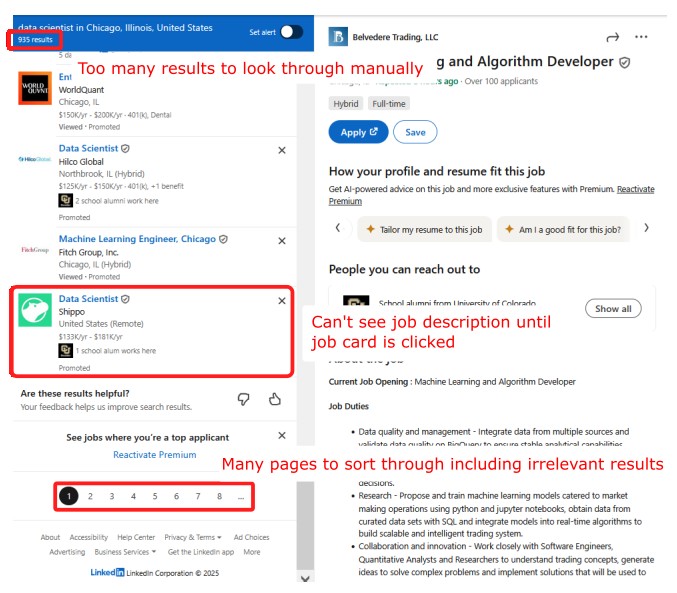 data scientist in Chicago, Illinois, United States
935 results
Set alert
Too many results to look through manually
WORLD
QUVNT
WorldQuant
Chicago, IL
$150K/yr - $200K/yr · 401(k), Dental
Viewed · Promoted
Hilco Global
Data Scientist
Hilco Global
Northbrook, IL (Hybrid)
$125K/yr - $150K/yr · 401(k), +1 benefit
2 school alumni work here
Promoted
FitchGroup
Machine Learning Engineer, Chicago
Fitch Group, Inc.
Chicago, IL (Hybrid)
Viewed · Promoted
Data Scientist
Shippo
United States (Remote)
$133K/yr - $181K/yr
1 school alum works here
Promoted
Are these results helpful?
Your feedback helps us improve search results.
See jobs where you're a top applicant
Reactivate Premium
1 2 3 4 5 6 7 8 ...
About Accessibility Help Center Privacy & Terms Ad Choices
Advertising Business Services Get the LinkedIn app More
LinkedIn LinkedIn Corporation © 2025
Belvedere Trading, LLC
g and Algorithm Developer
ago · Over 100 applicants
Hybrid Full-time
Apply Save
How your profile and resume fit this job
Get AI-powered advice on this job and more exclusive features with Premium. Reactivate
Premium
Tailor my resume to this job
Am I a good fit for this job?
People you can reach out to
School alumni from University of Colorado
Show all
Can't see job description until
job card is clicked
About the job
Current Job Opening : Machine Learning and Algorithm Developer
Job Duties
• Data quality and management - Integrate data from multiple sources and
validate data quality on BigQuery to ensure stable analytical capabilities
Many pages to sort through including irrelevant results
decisions.
• Research - Propose and train machine learning models catered to market
making operations using python and jupyter notebooks, obtain data from
curated data sets with SQL and integrate models into real-time algorithms to
build scalable and intelligent trading system.
• Collaboration and innovation - Work closely with Software Engineers,
Quantitative Analysts and Researchers to understand trading concepts, generate
ideas to solve complex problems and implement solutions that will be used to